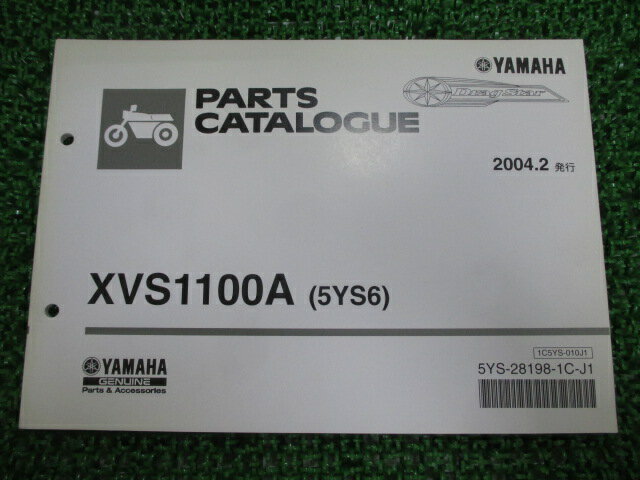 YAMAHA
DragStar
PARTS
CATALOGUE
2004.2 発行
XVS1100A (5YS6)
1C5YS-010J1
YAMAHA
GENUINE
Parts & Accessories
5YS-28198-1C-J1